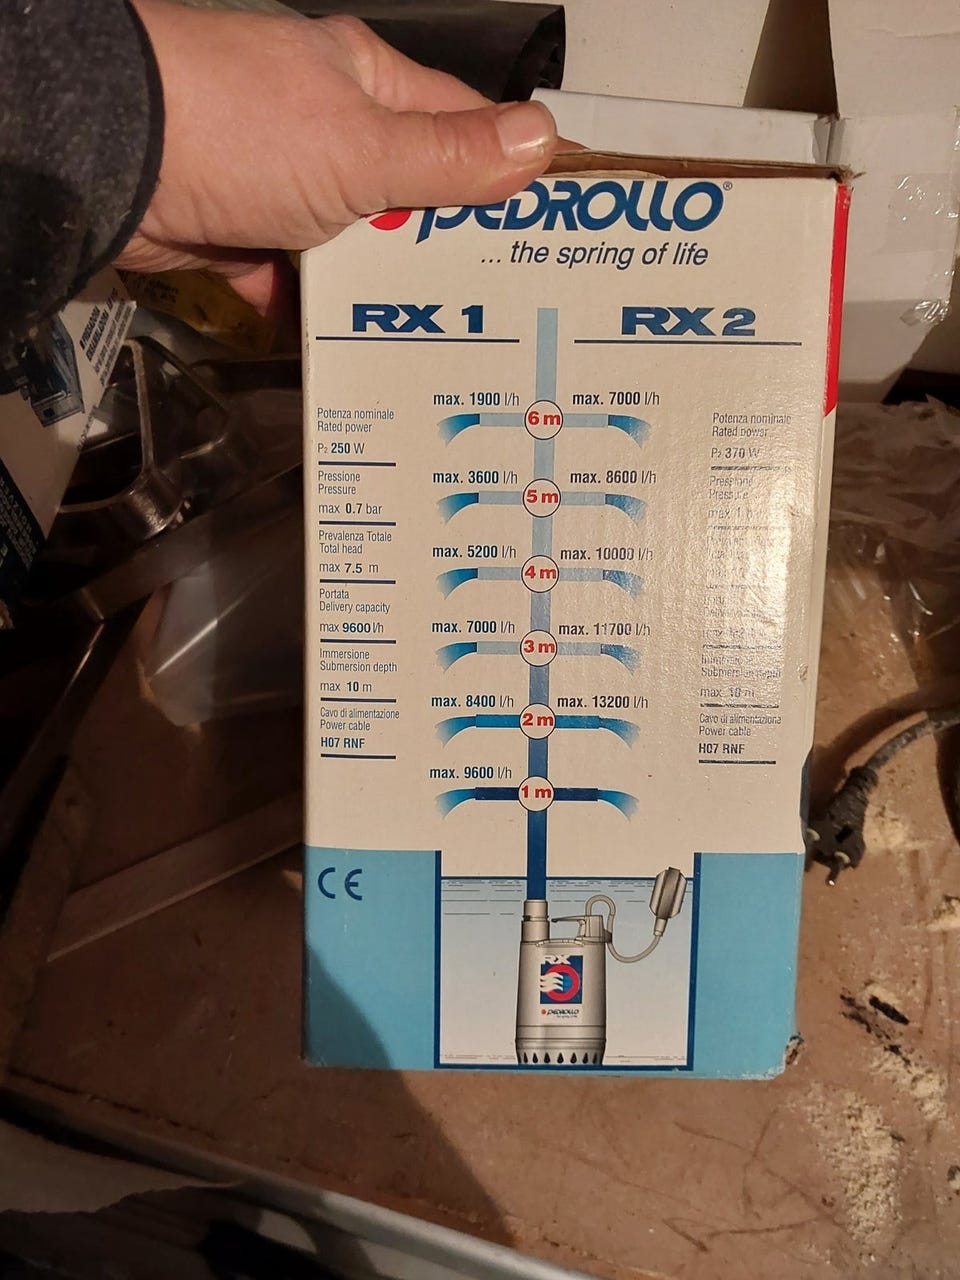 PEDROLLO®
... the spring of life
RX 1
RX 2
max. 1900 l/h
6 m
max. 7000 l/h
max. 3600 l/h
5 m
max. 8600 l/h
max. 5200 l/h
4 m
max. 10000 l/h
max. 7000 l/h
3 m
max. 11700 l/h
max. 8400 l/h
2 m
max. 13200 l/h
max. 9600 l/h
1 m
Potenza nominale
Rated power
P2 250 W
Pressione
Pressure
max 0.7 bar
Prevalenza Totale
Total head
max 7.5 m
Portata
Delivery capacity
max 9600 l/h
Immersione
Submersion depth
max 10 m
Cavo di alimentazione
Power cable
H07 RNF
Potenza nominale
Rated power
P2 370 W
Pressione
Pressure
max
Submersion depth
max 10 m
Cavo di alimentazione
Power cable
H07 RNF
CE
RX
PEDROLLO